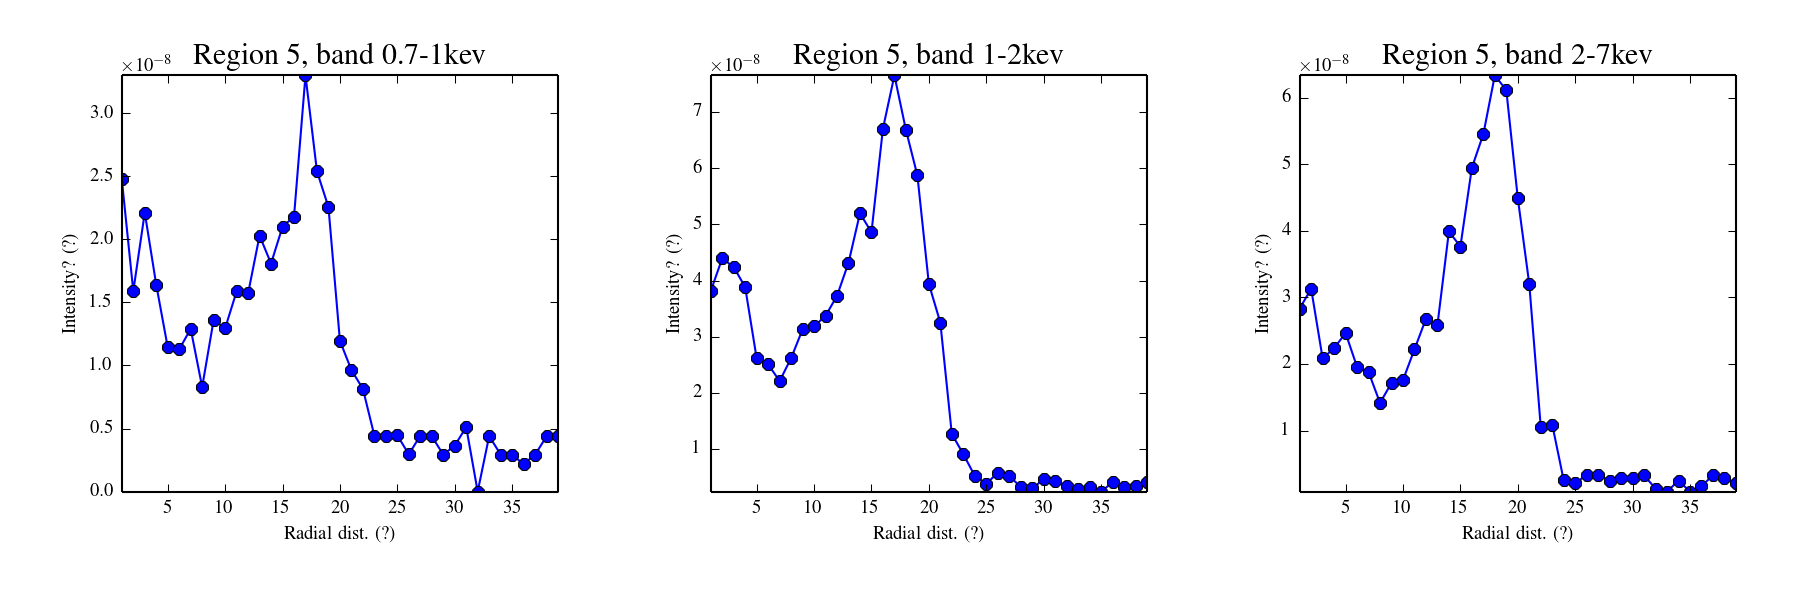 Region 5, band 0.7-1kev
×10⁻⁸
3.0
2.5
2.0
1.5
1.0
0.5
0.0
5 10 15 20 25 30 35
Radial dist. (?)
Intensity? (?)
Region 5, band 1-2kev
×10⁻⁸
7
6
5
4
3
2
1
5 10 15 20 25 30 35
Radial dist. (?)
Intensity? (?)
Region 5, band 2-7kev
×10⁻⁸
6
5
4
3
2
1
5 10 15 20 25 30 35
Radial dist. (?)
Intensity? (?)